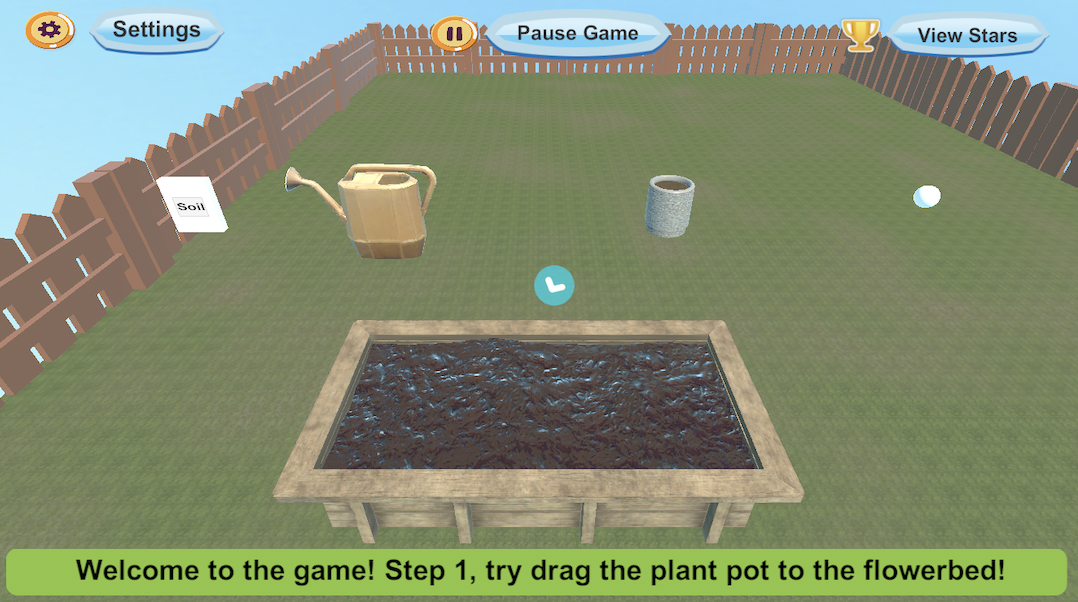 Settings
Pause Game
View Stars
Soil
Welcome to the game! Step 1, try drag the plant pot to the flowerbed!